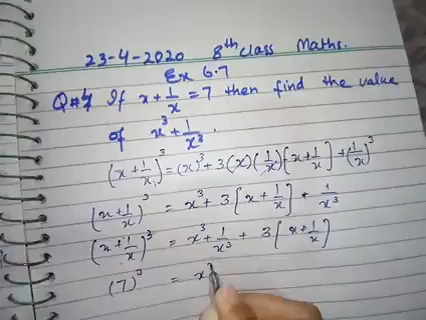 23-4-2020 8th class Maths.
Ex 6.7
Q#4 If x + 1/x = 7 then find the value
of x³ + 1/x³.
(x + 1/x)³ = (x)³ + 3(x)(1/x)[x + 1/x] + (1/x)³
(x + 1/x)³ = x³ + 3[x + 1/x] + 1/x³
(x + 1/x)³ = x³ + 1/x³ + 3[x + 1/x]
(7)³ = x